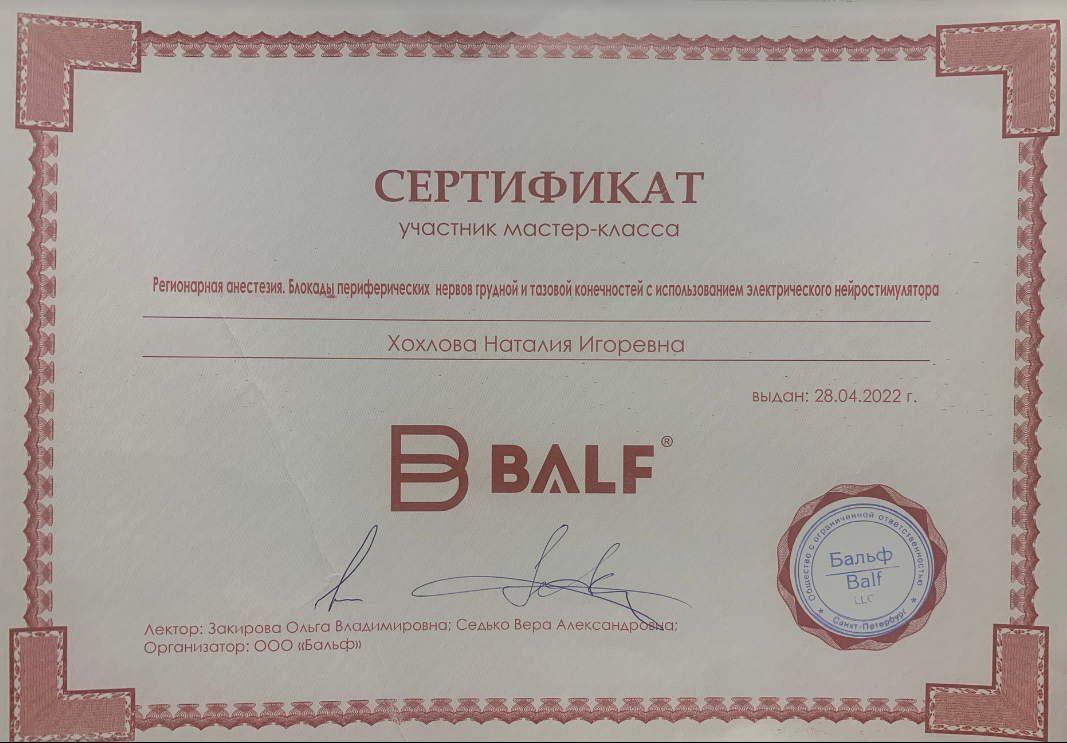 СЕРТИФИКАТ
участник мастер-класса
Регионарная анестезия. Блокады периферических нервов грудной и тазовой конечностей с использованием электрического нейростимулятора
Хохлова Наталия Игоревна
выдан: 28.04.2022 г.
BALF®
Общество с ограниченной ответственностью
Бальф
Balf
LLC
* Санкт-Петербург *
Лектор: Закирова Ольга Владимировна; Седько Вера Александровна;
Организатор: ООО «Бальф»